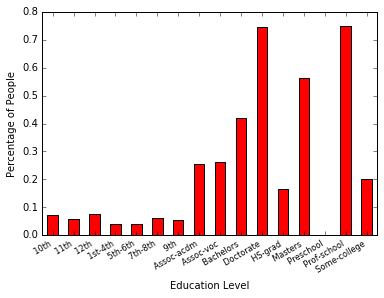 0.8
0.7
0.6
0.5
0.4
0.3
0.2
0.1
0.0
Percentage of People
10th
11th
12th
1st-4th
5th-6th
7th-8th
9th
Assoc-acdm
Assoc-voc
Bachelors
Doctorate
HS-grad
Masters
Preschool
Prof-school
Some-college
Education Level